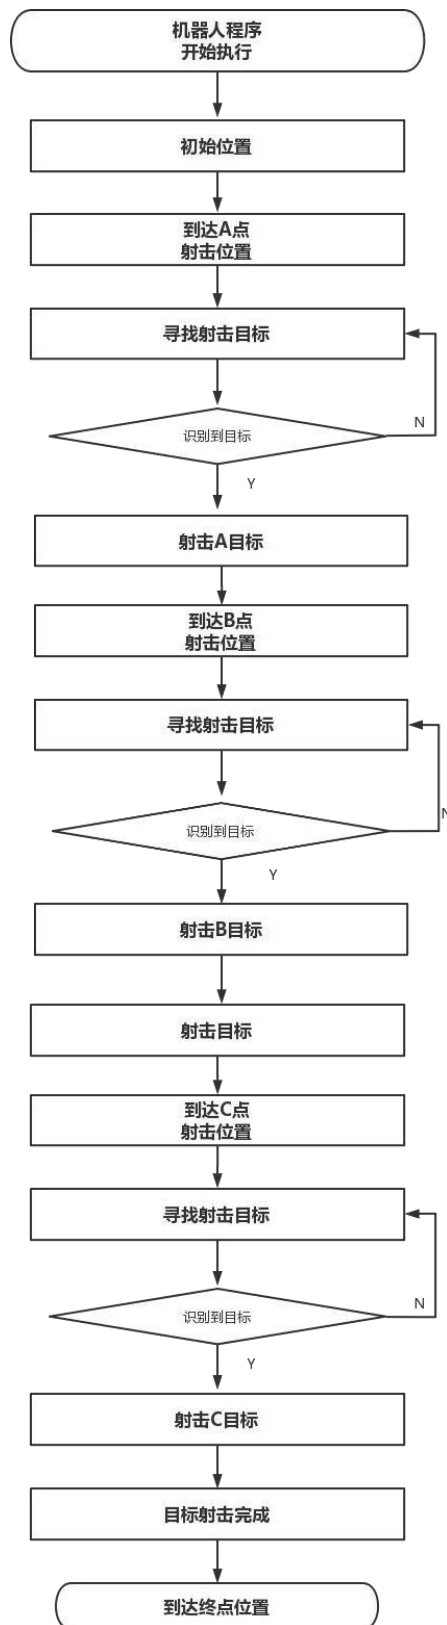 机器人程序
开始执行
初始位置
到达A点
射击位置
寻找射击目标
N
识别到目标
Y
射击A目标
到达B点
射击位置
寻找射击目标
N
识别到目标
Y
射击B目标
射击目标
到达C点
射击位置
寻找射击目标
N
识别到目标
Y
射击C目标
目标射击完成
到达终点位置